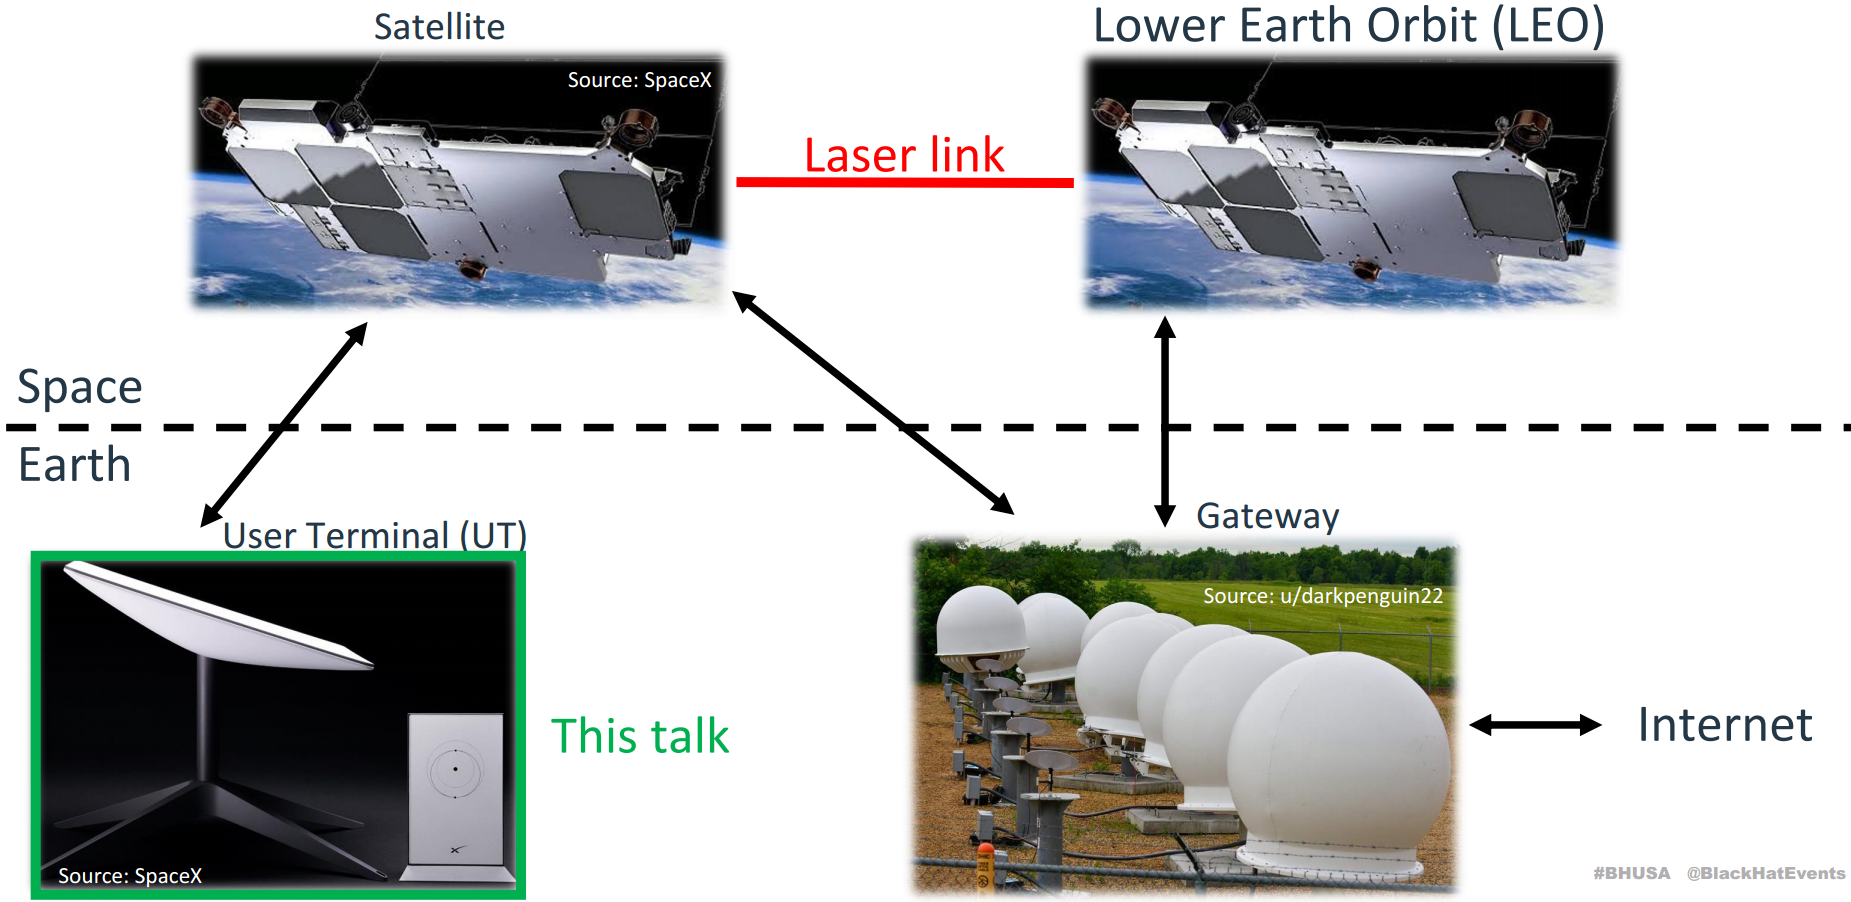 Satellite
Lower Earth Orbit (LEO)
Source: SpaceX
Laser link
Space
Earth
User Terminal (UT)
Gateway
Source: u/darkpenguin22
This talk
Internet
Source: SpaceX
#BHUSA @BlackHatEvents